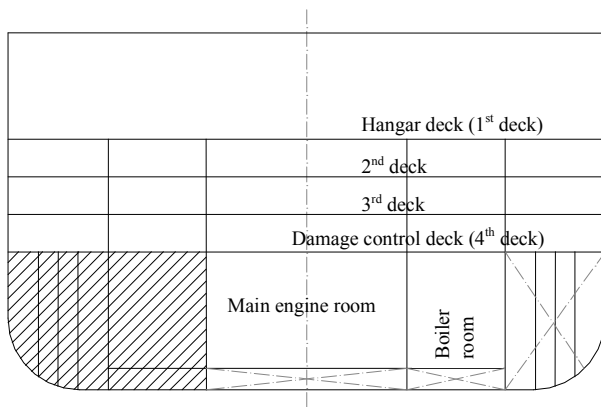 Hangar deck (1st deck)
2nd deck
3rd deck
Damage control deck (4th deck)
Main engine room
Boiler
room